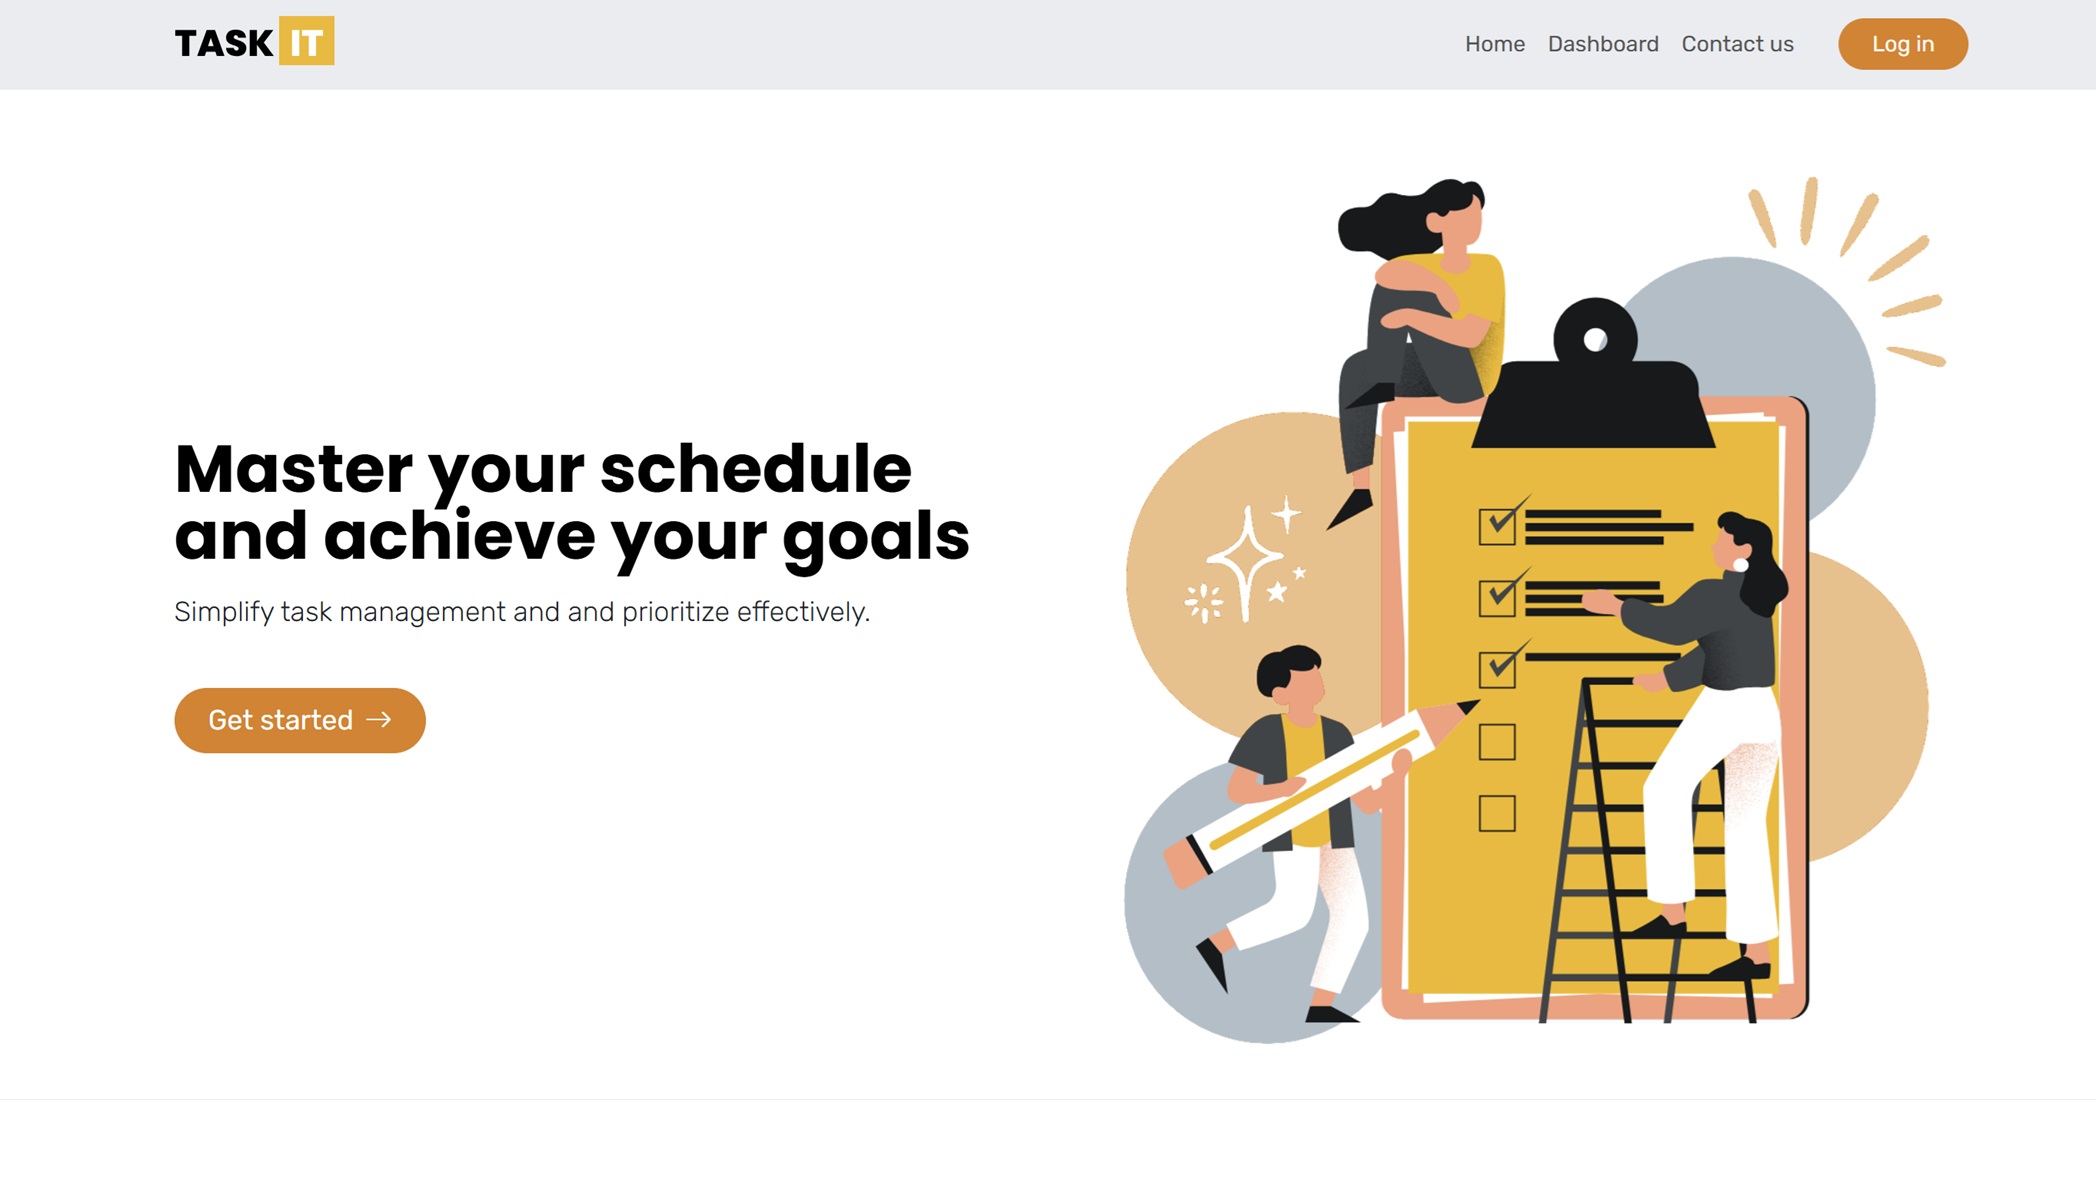 TASK IT
Home Dashboard Contact us Log in
Master your schedule
and achieve your goals
Simplify task management and and prioritize effectively.
Get started →